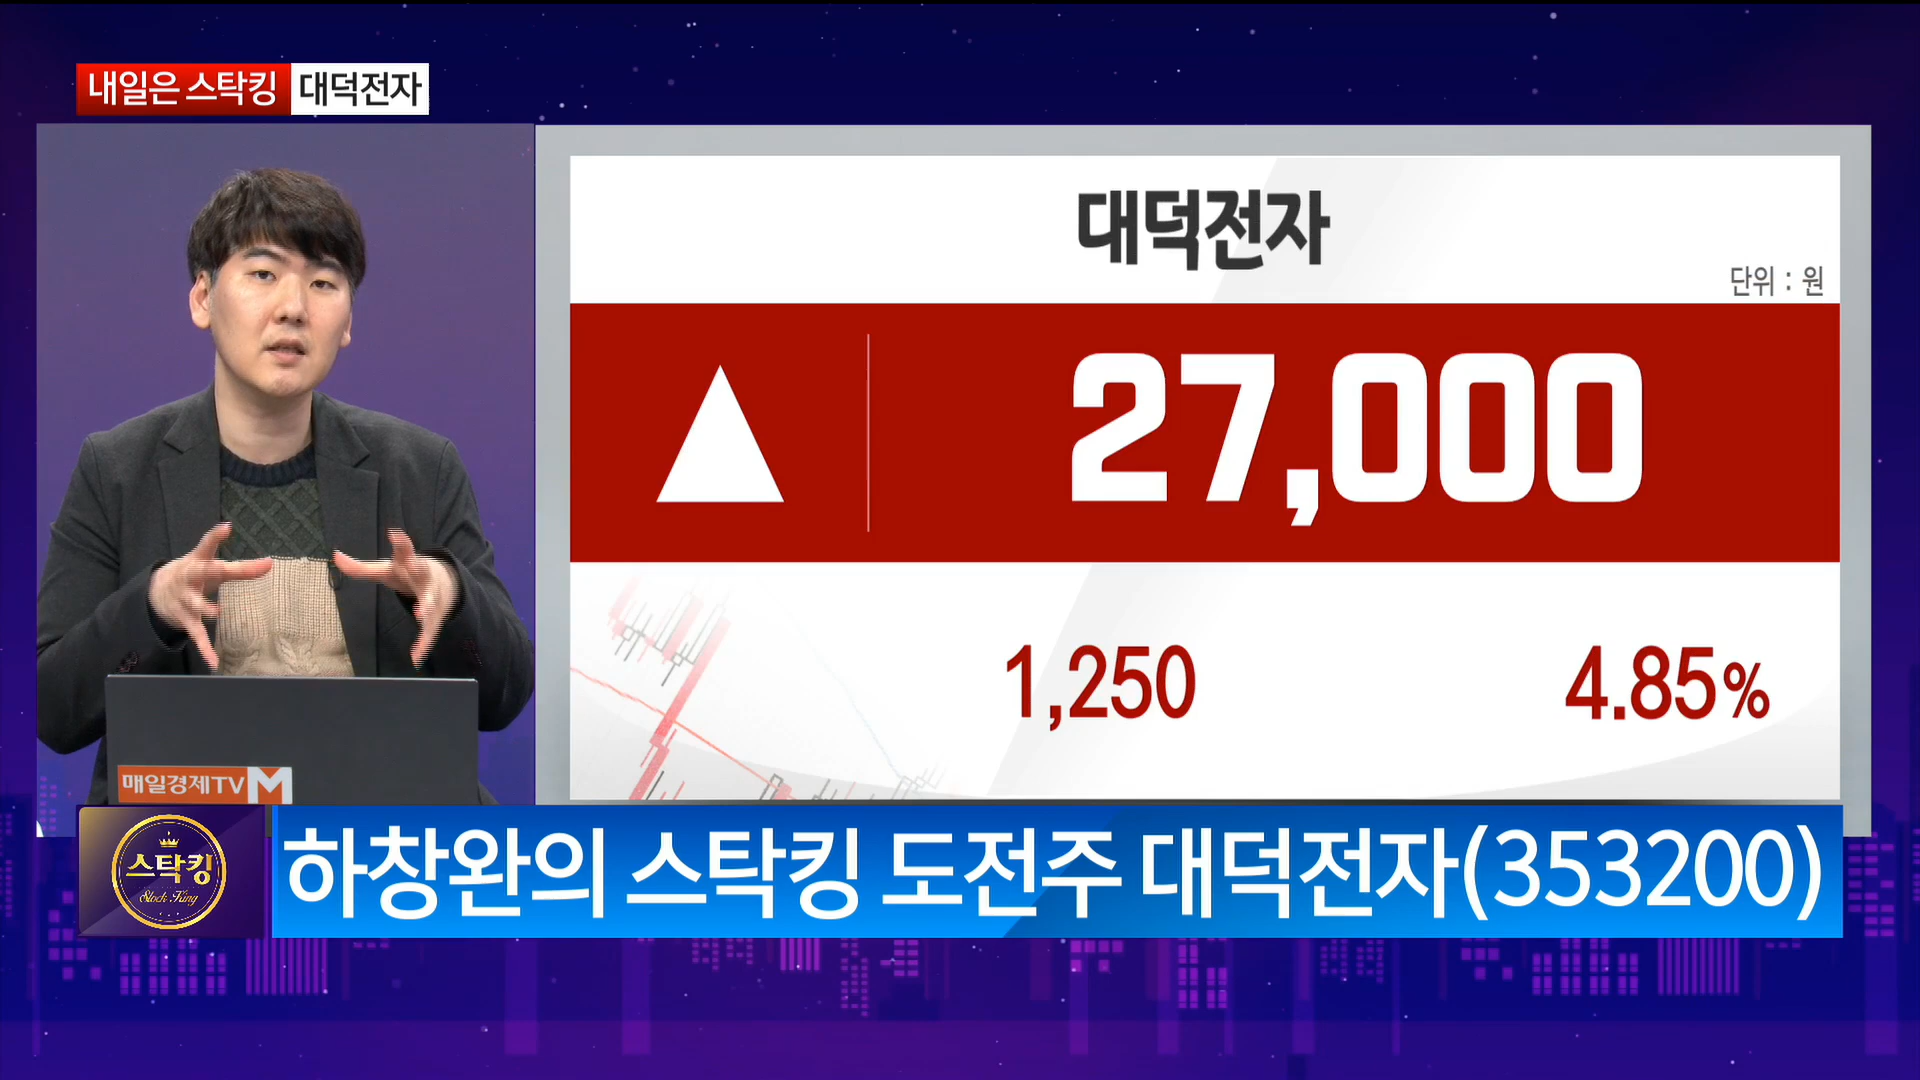 내일은 스탁킹 대덕전자
대덕전자
단위 : 원
▲ 27,000
1,250 4.85%
매일경제TV M
스탁킹
Stock King
하창완의 스탁킹 도전주 대덕전자(353200)